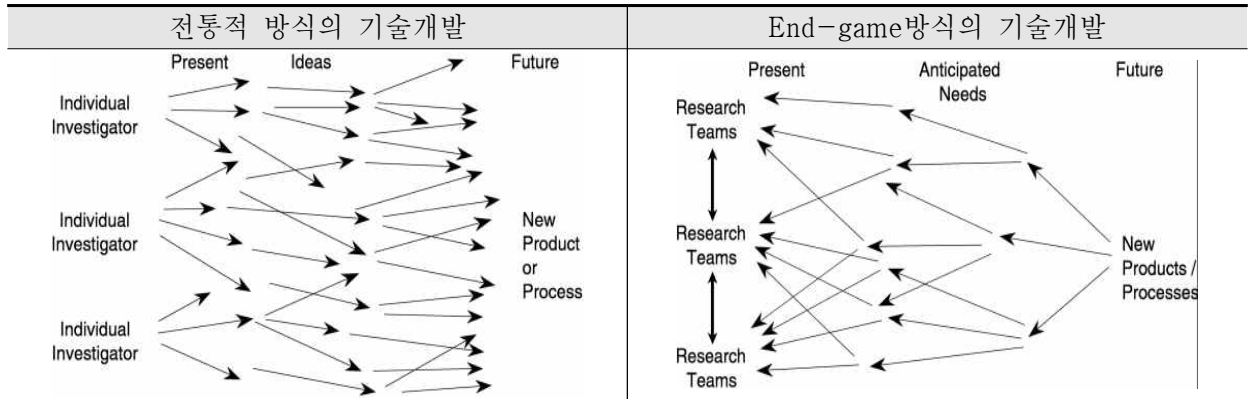 전통적 방식의 기술개발
End-game방식의 기술개발
Present
Ideas
Future
Individual
Investigator
Individual
Investigator
Individual
Investigator
New
Product
or
Process
Present
Anticipated
Needs
Future
Research
Teams
Research
Teams
Research
Teams
New
Products /
Processes